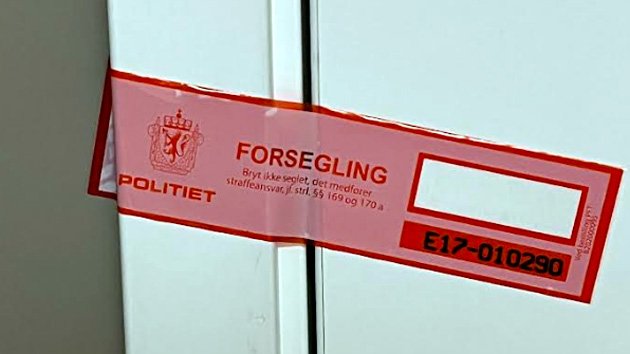 POLITIET
FORSEGLING
Bryt ikke seglet, det medfører
straffeansvar, jf. strl. §§ 169 og 170 a
E17-010290